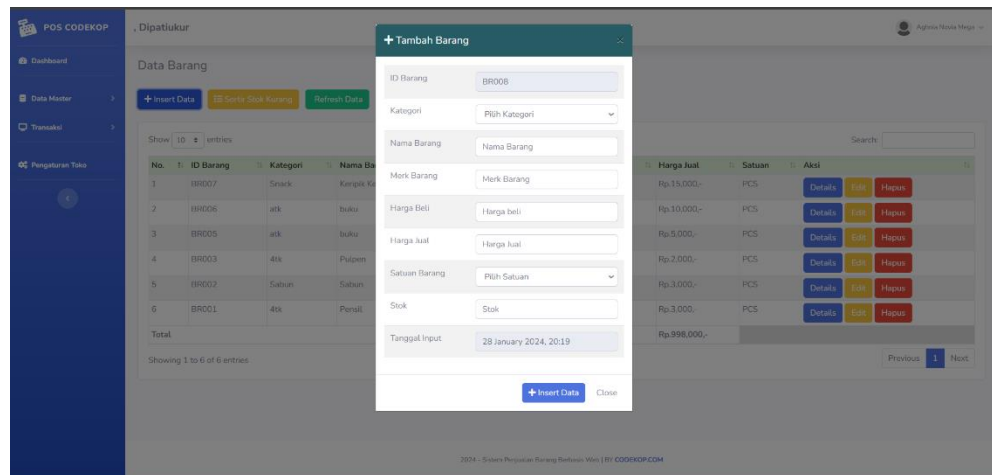 POS CODEKOP
, Dipatiukur
Dashboard
Data Master
Transaksi
Pengaturan Toko
Data Barang
+ Insert Data
Sortir Stok Kurang
Refresh Data
Show 10 entries
Search:
No. ID Barang Kategori Nama Ba Harga Jual Satuan Aksi
1 BR007 Snack Keripik Rp.15,000,- PCS Details Edit Hapus
2 BR006 atk buku Rp.10,000,- PCS Details Edit Hapus
3 BR005 atk buku Rp.5,000,- PCS Details Edit Hapus
4 BR003 Atk Pulpen Rp.2,000,- PCS Details Edit Hapus
5 BR002 Sabun Sabun Rp.3,000,- PCS Details Edit Hapus
6 BR001 Atk Pensil Rp.3,000,- PCS Details Edit Hapus
Total Rp.998,000,-
Showing 1 to 6 of 6 entries
Previous 1 Next
+ Tambah Barang
ID Barang BR008
Kategori Pilih Kategori
Nama Barang Nama Barang
Merk Barang Merk Barang
Harga Beli Harga beli
Harga Jual Harga Jual
Satuan Barang Pilih Satuan
Stok Stok
Tanggal Input 28 January 2024, 20:19
+ Insert Data Close
2024 - Sistem Penjualan Barang Berbasis Web | BY CODEKOP.COM